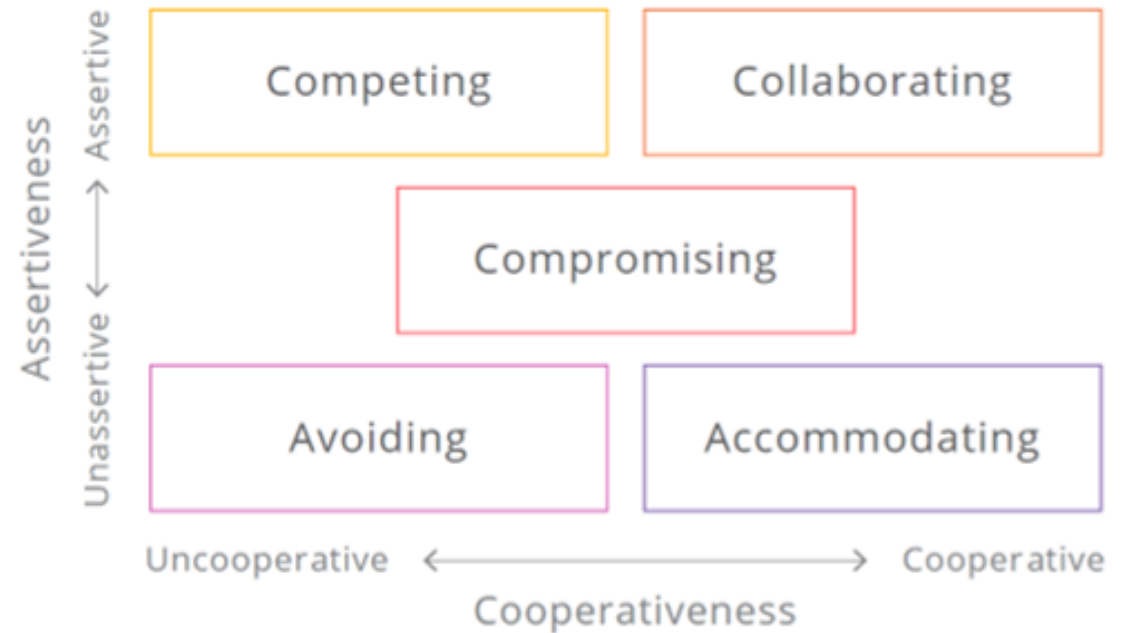 Assertiveness
Assertive
Unassertive
Competing
Collaborating
Compromising
Avoiding
Accommodating
Uncooperative
Cooperative
Cooperativeness